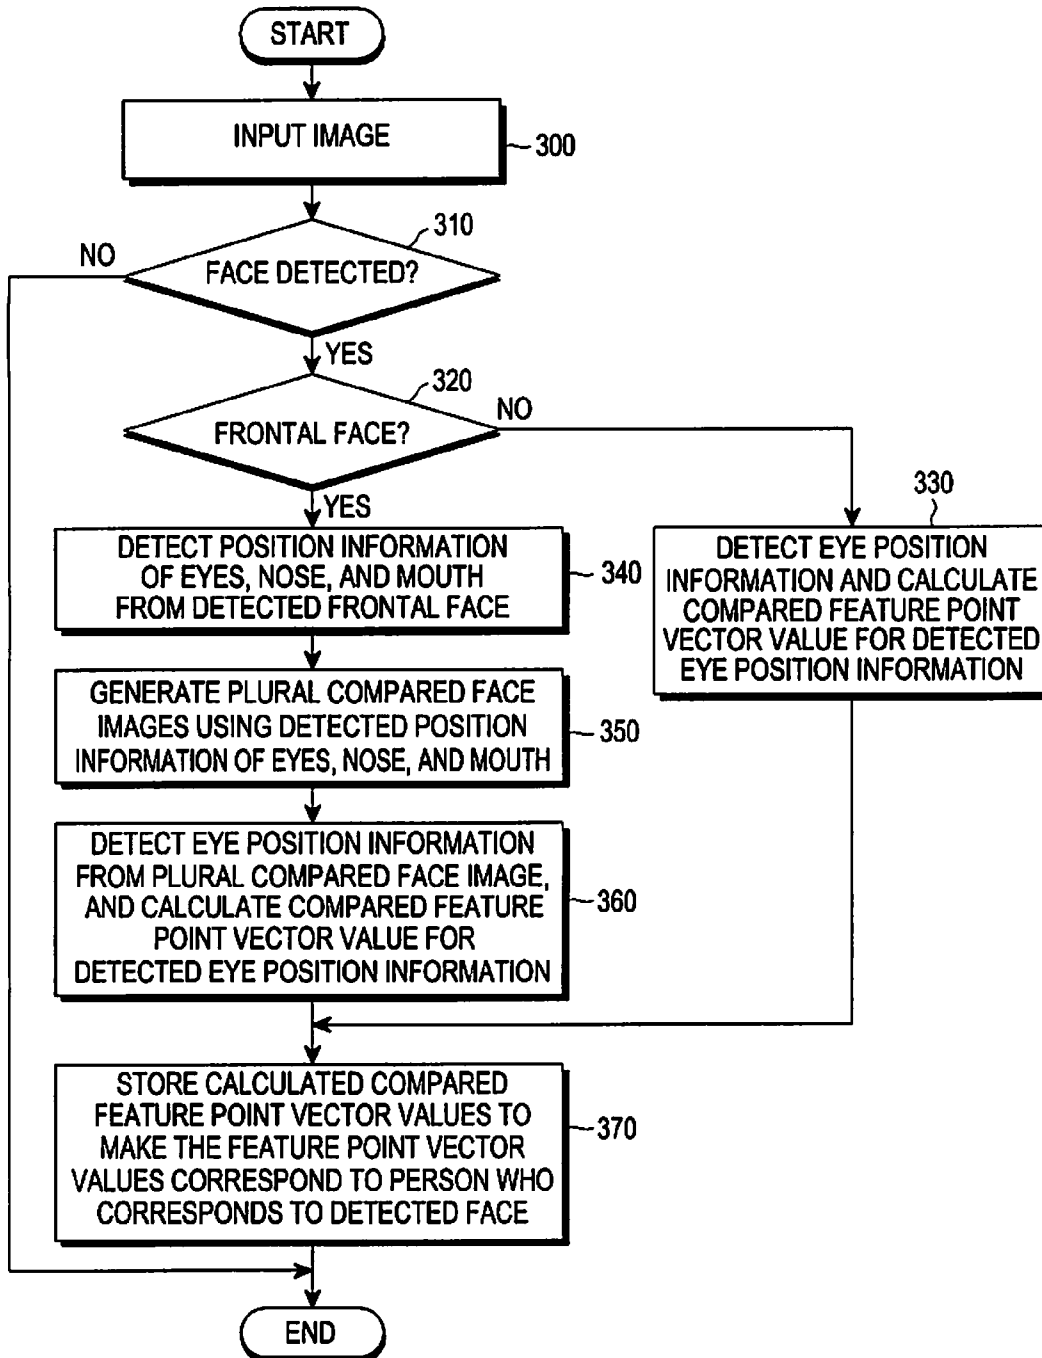 START
INPUT IMAGE
300
310
NO
FACE DETECTED?
YES
320
NO
FRONTAL FACE?
YES
330
DETECT POSITION INFORMATION
OF EYES, NOSE, AND MOUTH
FROM DETECTED FRONTAL FACE
340
DETECT EYE POSITION
INFORMATION AND CALCULATE
COMPARED FEATURE POINT
VECTOR VALUE FOR DETECTED
EYE POSITION INFORMATION
GENERATE PLURAL COMPARED FACE
IMAGES USING DETECTED POSITION
INFORMATION OF EYES, NOSE, AND MOUTH
350
DETECT EYE POSITION INFORMATION
FROM PLURAL COMPARED FACE IMAGE,
AND CALCULATE COMPARED FEATURE
POINT VECTOR VALUE FOR
DETECTED EYE POSITION INFORMATION
360
STORE CALCULATED COMPARED
FEATURE POINT VECTOR VALUES TO
MAKE THE FEATURE POINT VECTOR
VALUES CORRESPOND TO PERSON WHO
CORRESPONDS TO DETECTED FACE
370
END